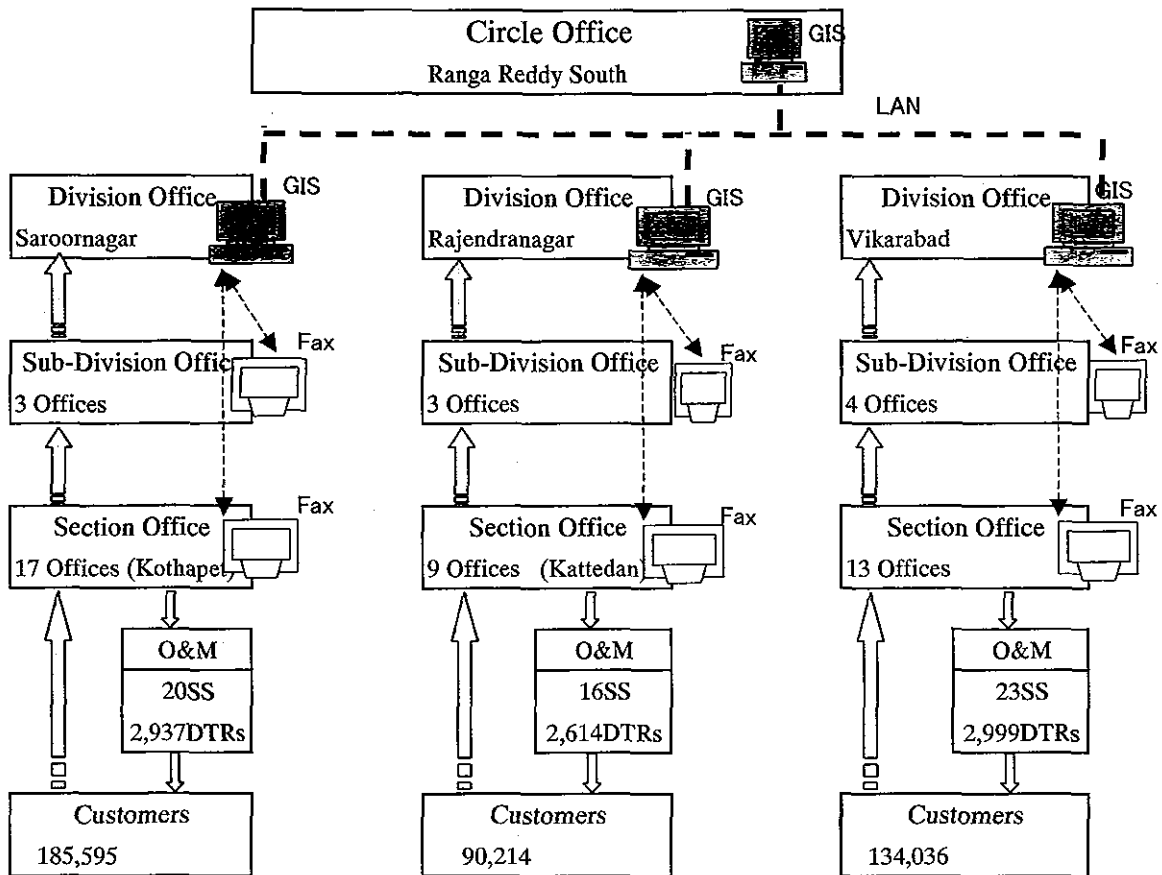 Circle Office
GIS
Ranga Reddy South
LAN
Division Office
GIS
Saroornagar
Sub-Division Offic
Fax
3 Offices
Section Office
Fax
17 Offices (Kothapet)
O&M
20SS
2,937DTRs
Customers
185,595
Division Office
GIS
Rajendranagar
Sub-Division Office
Fax
3 Offices
Section Office
Fax
9 Offices (Kattedan)
O&M
16SS
2,614DTRs
Customers
90,214
Division Office
GIS
Vikarabad
Sub-Division Office
Fax
4 Offices
Section Office
Fax
13 Offices
O&M
23SS
2,999DTRs
Customers
134,036